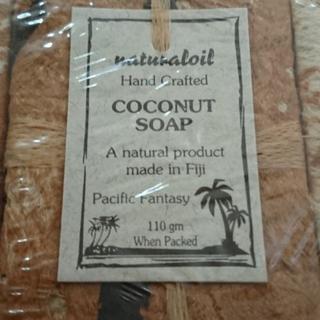 naturaloil
Hand Crafted
COCONUT
SOAP
A natural product
made in Fiji
Pacific Fantasy
110 gm
When Packed